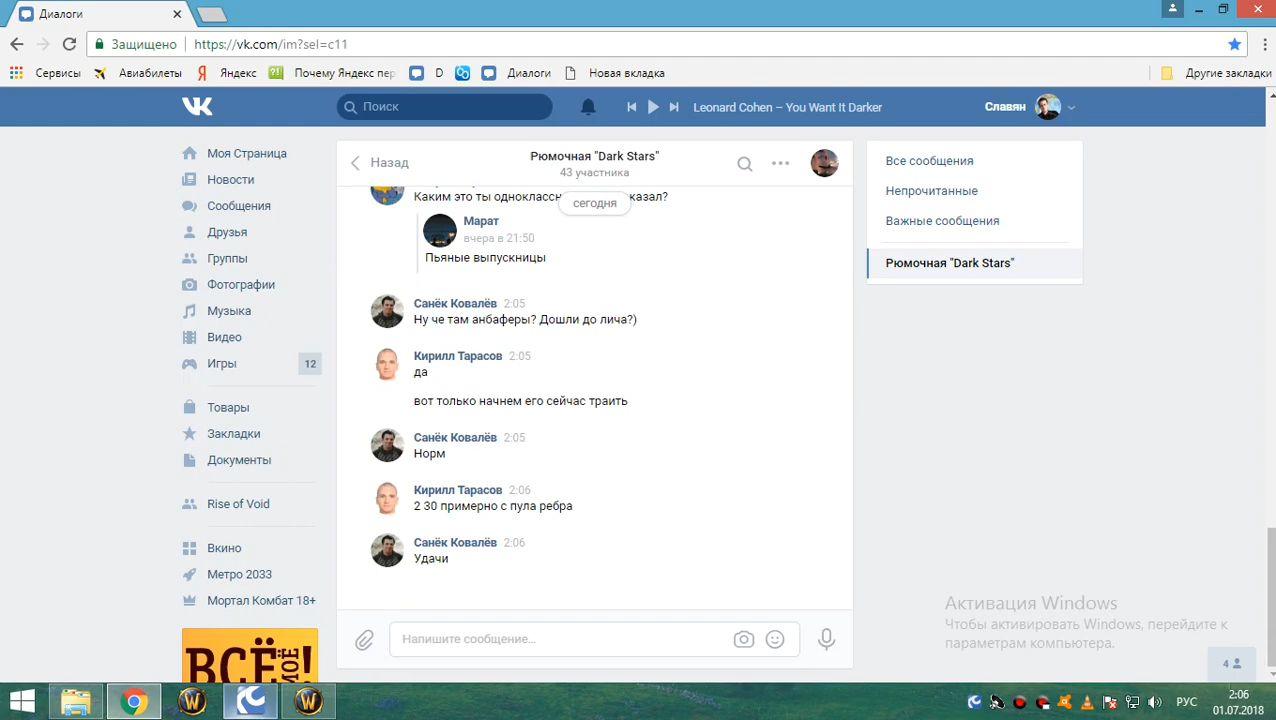 Диалоги
Защищено
https://vk.com/im?sel=c11
Сервисы
Авиабилеты
Яндекс
Почему Яндекс пер
D
Диалоги
Новая вкладка
Другие закладки
Поиск
Leonard Cohen – You Want It Darker
Славян
Моя Страница
Новости
Сообщения
Друзья
Группы
Фотографии
Музыка
Видео
Игры
12
Товары
Закладки
Документы
Rise of Void
Вкино
Метро 2033
Мортал Комбат 18+
ВСЁ МОЁ!
Назад
Рюмочная "Dark Stars"
43 участника
Каким это ты
сегодня
Марат
вчера в 21:50
Пьяные выпускницы
Санёк Ковалёв 2:05
Ну че там анбаферы? Дошли до лича?)
Кирилл Тарасов 2:05
да
вот только начнем его сейчас траить
Санёк Ковалёв 2:05
Норм
Кирилл Тарасов 2:06
2 30 примерно с пула ребра
Санёк Ковалёв 2:06
Удачи
Напишите сообщение...
Все сообщения
Непрочитанные
Важные сообщения
Рюмочная "Dark Stars"
Активация Windows
Чтобы активировать Windows, перейдите к
параметрам компьютера.
4
РУС
2:06
01.07.2018